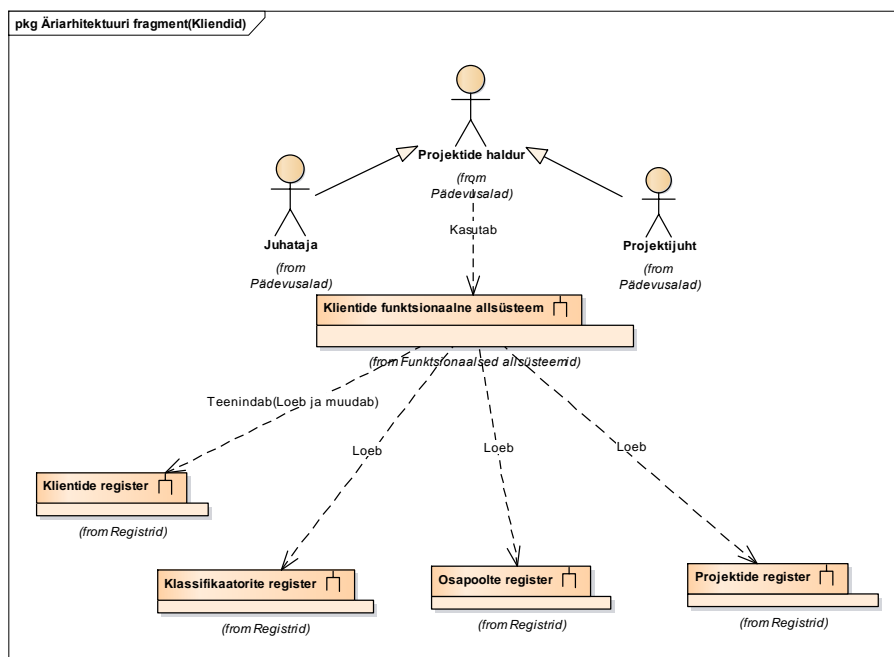 pkg Äriarhitektuuri fragment(Kliendid)
Projektide haldur
(from
Pädevusalad)
Juhataja
(from
Pädevusalad)
Projektijuht
(from
Pädevusalad)
Kasutab
Klientide funktsionaalne allsüsteem
(from Funktsionaalsed allsüsteemid)
Teenindab(Loeb ja muudab)
Loeb
Loeb
Loeb
Klientide register
(from Registrid)
Klassifikaatorite register
(from Registrid)
Osapoolte register
(from Registrid)
Projektide register
(from Registrid)